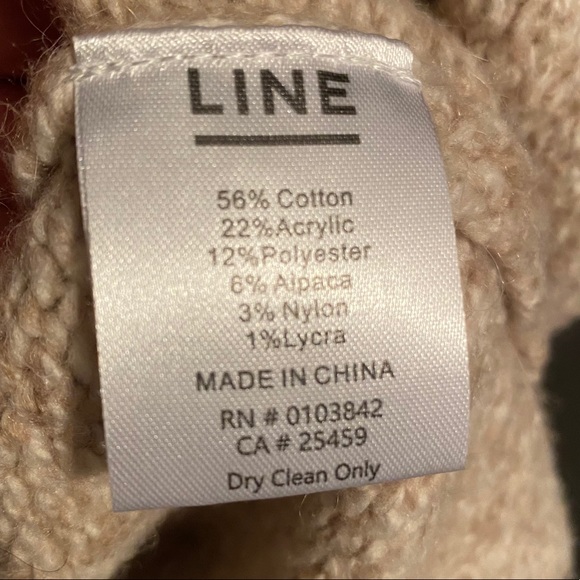 LINE
56% Cotton
22%Acrylic
12%Polyester
6% Alpaca
3% Nylon
1%Lycra
MADE IN CHINA
RN # 0103842
CA # 25459
Dry Clean Only